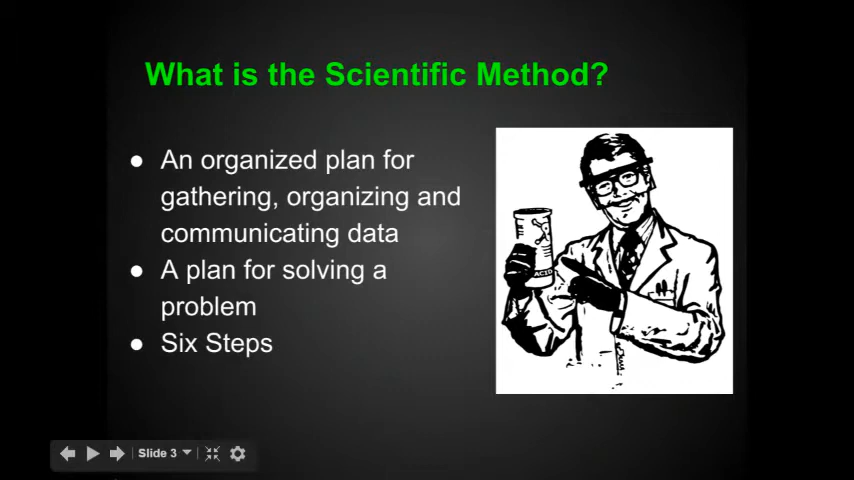 What is the Scientific Method?
● An organized plan for
gathering, organizing and
communicating data
● A plan for solving a
problem
● Six Steps
ACID
Slide 3